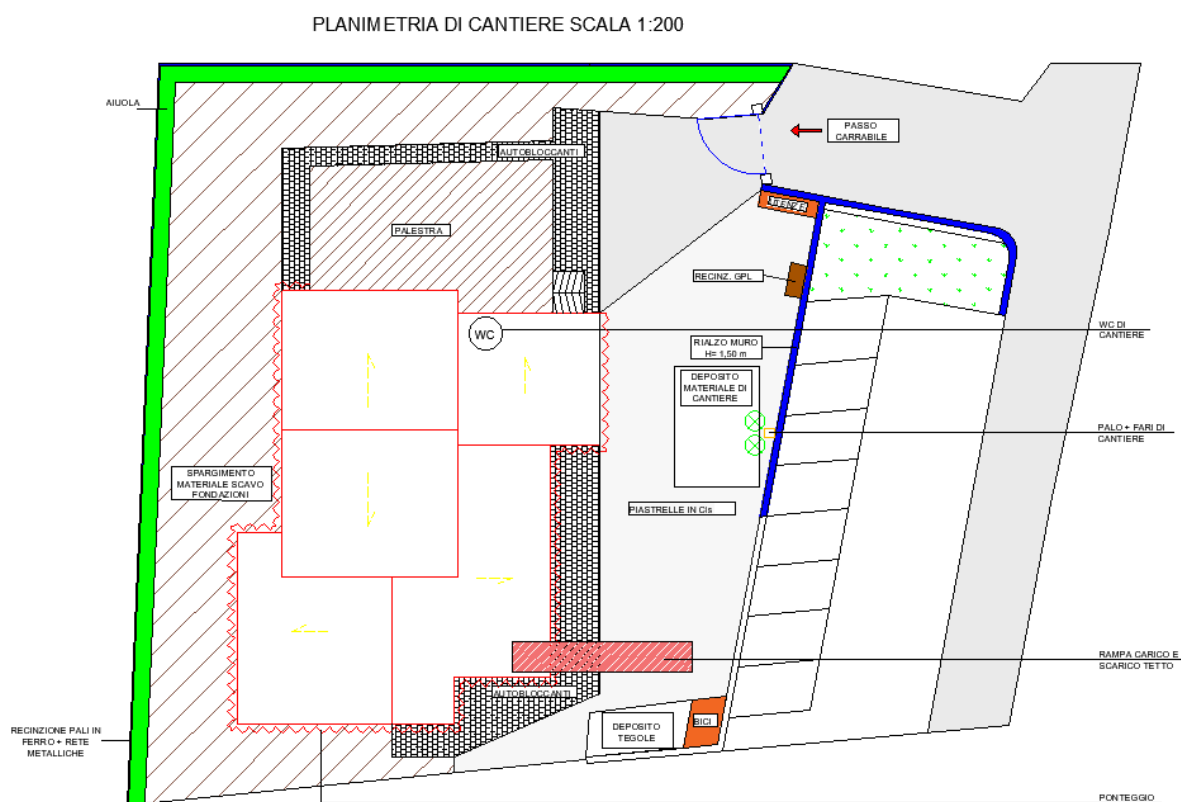 PLANIMETRIA DI CANTIERE SCALA 1:200
AIUOLA
PASSO
CARRABILE
AUTOBLOCCANTI
UTENZE
PALESTRA
RECINZ. GPL
WC
WC DI
CANTIERE
RIALZO MURO
H= 1,50 m
DEPOSITO
MATERIALE DI
CANTIERE
PALO + FARI DI
CANTIERE
SPARGIMENTO
MATERIALE SCAVO
FONDAZIONI
PIASTRELLE IN Cls
RAMPA CARICO E
SCARICO TETTO
AUTOBLOCCANTI
BICI
DEPOSITO
TEGOLE
RECINZIONE PALI IN
FERRO + RETE
METALLICHE
PONTEGGIO